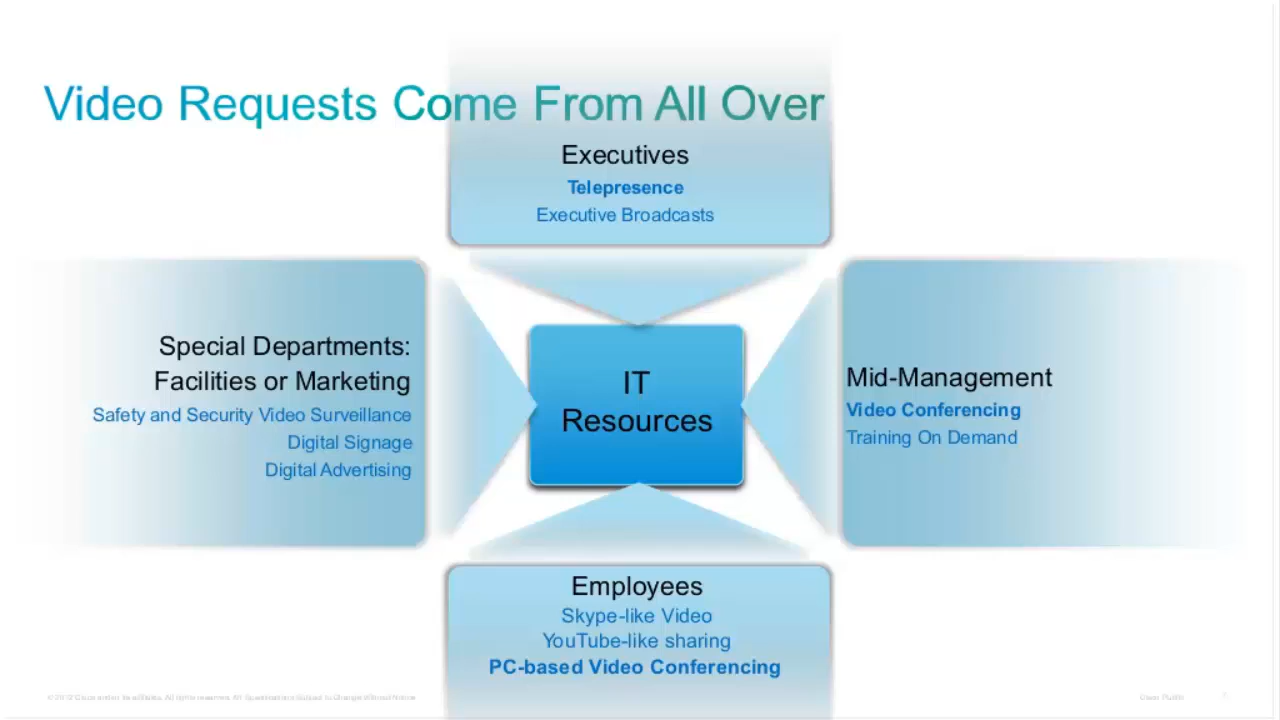 Video Requests Come From All Over
Executives
Telepresence
Executive Broadcasts
Special Departments:
Facilities or Marketing
Safety and Security Video Surveillance
Digital Signage
Digital Advertising
IT
Resources
Mid-Management
Video Conferencing
Training On Demand
Employees
Skype-like Video
YouTube-like sharing
PC-based Video Conferencing
Cisco Public